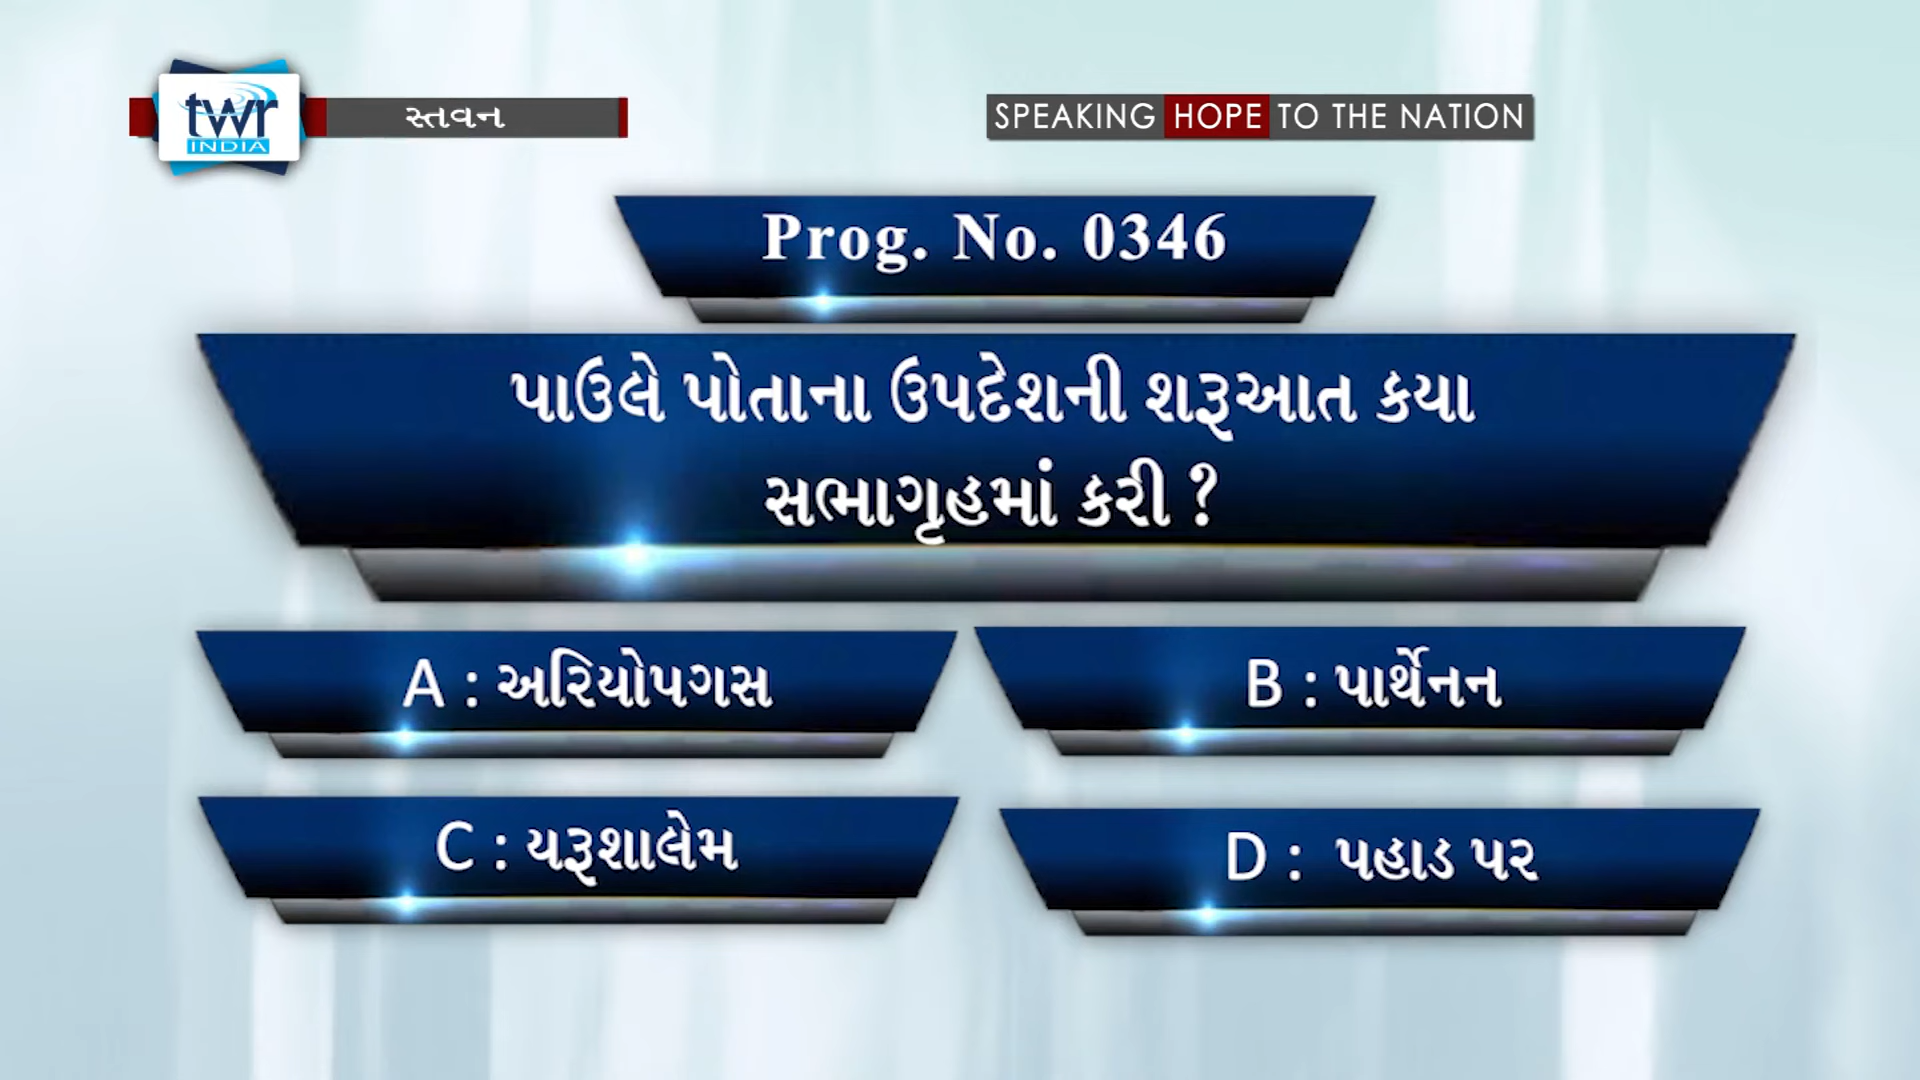 twr
INDIA
સ્તવન
SPEAKING HOPE TO THE NATION
Prog. No. 0346
પાઉલે પોતાના ઉપદેશની શરૂઆત કયા
સભાગૃહમાં કરી ?
A : અરિયોપગસ
B : પાર્થેનન
C : યરૂશાલેમ
D : પહાડ પર